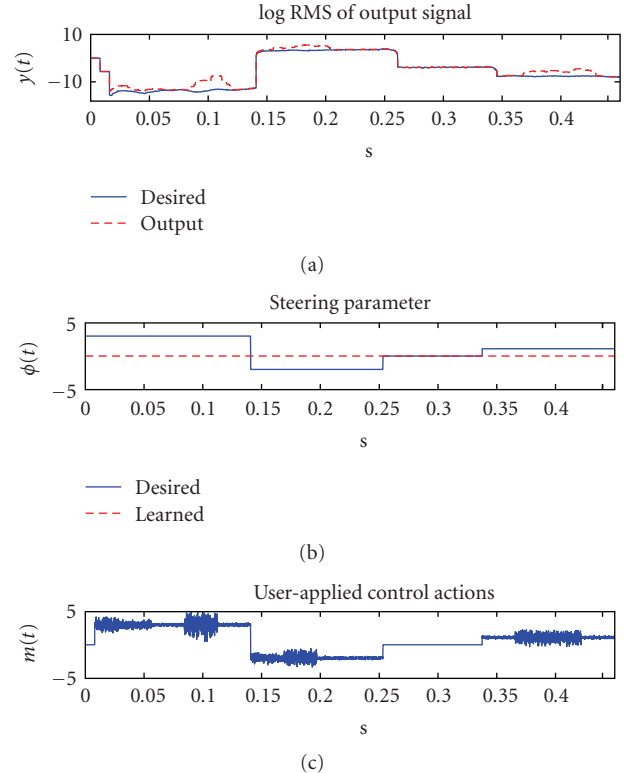 log RMS of output signal
y(t)
10
−10
0 0.05 0.1 0.15 0.2 0.25 0.3 0.35 0.4
s
Desired
Output
(a)
Steering parameter
ϕ(t)
5
−5
0 0.05 0.1 0.15 0.2 0.25 0.3 0.35 0.4
s
Desired
Learned
(b)
User-applied control actions
m(t)
5
−5
0 0.05 0.1 0.15 0.2 0.25 0.3 0.35 0.4
s
(c)